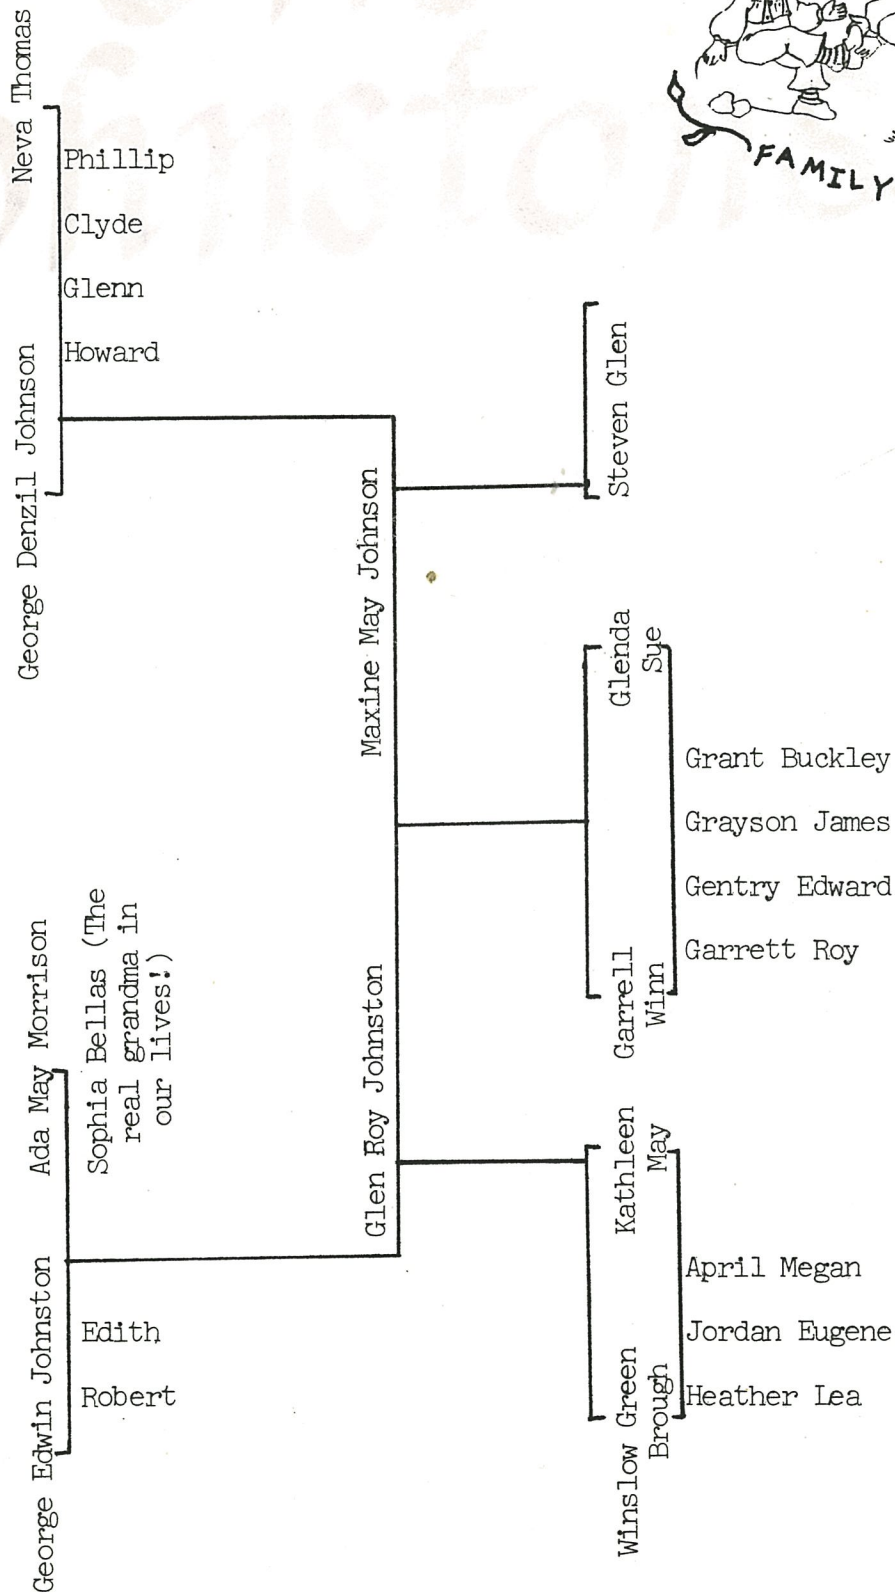 George Edwin Johnston
Ada May Morrison
Robert
Edith
Sophia Bellas (The
real grandma in
our lives!)
George Denzil Johnson
Neva Thomas
Howard
Glenn
Clyde
Phillip
Glen Roy Johnston
Maxine May Johnson
Winslow Green
Brough
Kathleen
May
Heather Lea
Jordan Eugene
April Megan
Garrell
Winn
Glenda
Sue
Garrett Roy
Gentry Edward
Grayson James
Grant Buckley
Steven Glen
FAMILY